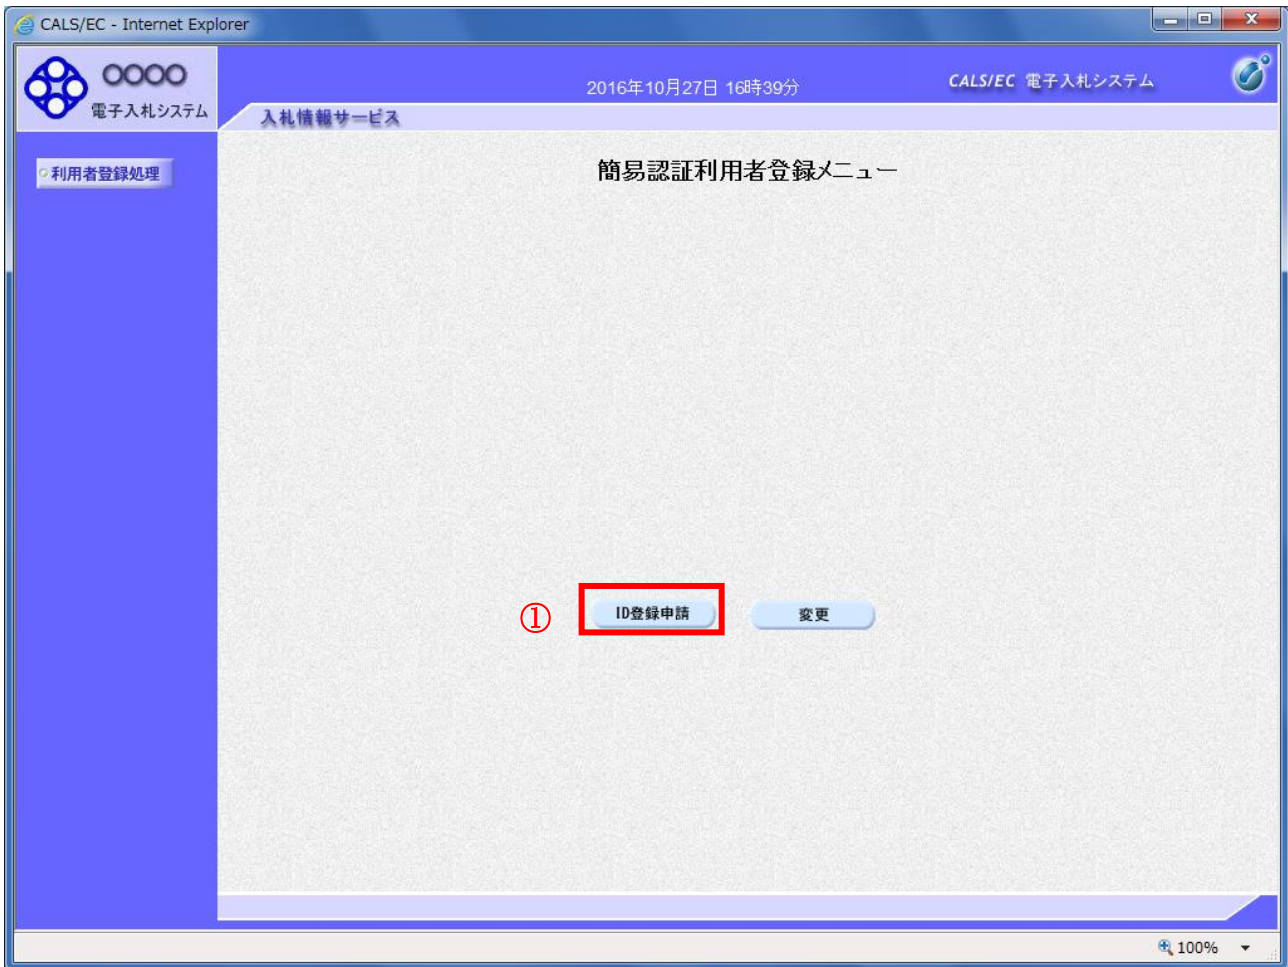 CALS/EC - Internet Explorer
〇〇〇〇
電子入札システム
2016年10月27日 16時39分
CALS/EC 電子入札システム
入札情報サービス
利用者登録処理
簡易認証利用者登録メニュー
① ID登録申請 変更
100%